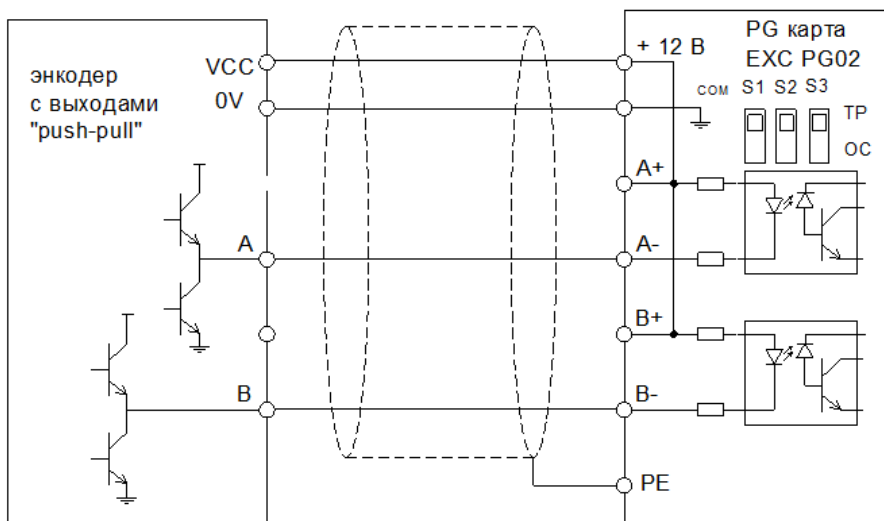 энкодер
с выходами
"push-pull"
VCC
0V
A
B
+ 12 В
A+
A-
B+
B-
PE
PG карта
EXC PG02
COM S1 S2 S3
TP
OC